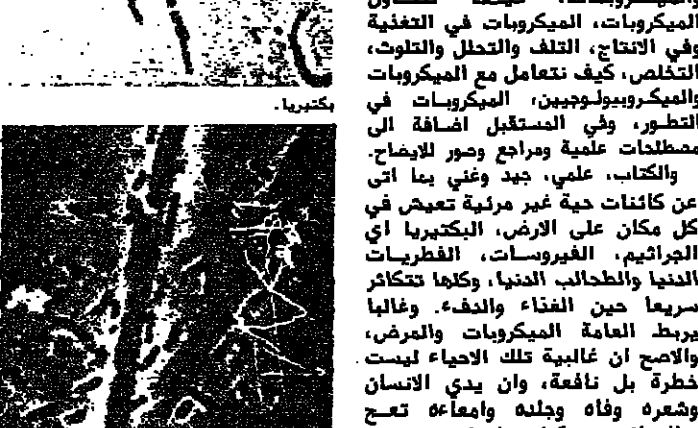 الميكروبات، الميكروبات في التغذية
وفي الانتاج، التلف والتحلل والتلوث،
التخلص، كيف نتعامل مع الميكروبات
والميكروبيولوجيين، الميكروبات في
التطور، وفي المستقبل اضافة الى
مصطلحات علمية ومراجع وصور للايضاح.
والكتاب، علمي، جيد وغني بما اتى
عن كائنات حية غير مرئية تعيش في
كل مكان على الارض، البكتيريا اي
الجراثيم، الفيروسات، الفطريات
الدنيا والطحالب الدنيا، وكلها تتكاثر
سريعا حين الغذاء والدفء. وغالبا
يربط العامة الميكروبات والمرض،
والاصح ان غالبية تلك الاحياء ليست
خطرة بل نافعة، وان يدي الانسان
وشعره وفاه وجلده وامعاءه تعج
بكتيريا.